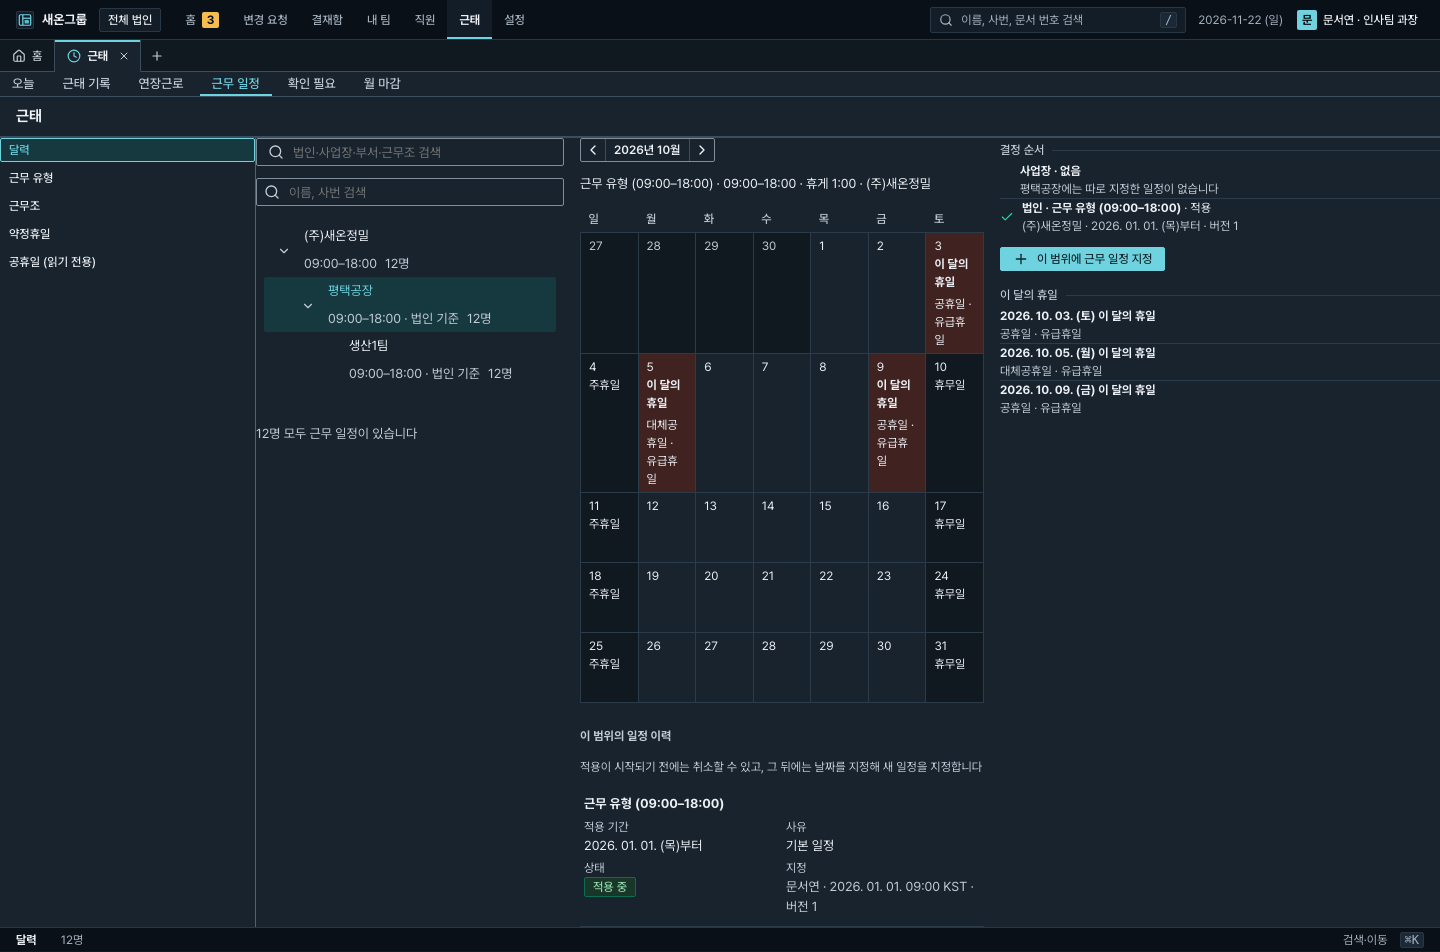 새온그룹 전체 법인 홈 3 변경 요청 결재함 내 팀 직원 근태 설정 이름, 사번, 문서 번호 검색 / 2026-11-22 (일) 문 문서연 · 인사팀 과장
홈 근태
오늘 근태 기록 연장근로 근무 일정 확인 필요 월 마감
근태
달력
근무 유형
근무조
약정휴일
공휴일 (읽기 전용)
법인·사업장·부서·근무조 검색
이름, 사번 검색
(주)새온정밀
09:00–18:00 12명
평택공장
09:00–18:00 · 법인 기준 12명
생산1팀
09:00–18:00 · 법인 기준 12명
12명 모두 근무 일정이 있습니다
2026년 10월
근무 유형 (09:00–18:00) · 09:00–18:00 · 휴게 1:00 · (주)새온정밀
일 월 화 수 목 금 토
27 28 29 30 1 2 3
이 달의
휴일
공휴일 ·
유급휴
일
4 5 6 7 8 9 10
주휴일 이 달의 이 달의 휴무일
휴일 휴일
대체공 공휴일 ·
휴일 · 유급휴
유급휴 일
일
11 12 13 14 15 16 17
주휴일 휴무일
18 19 20 21 22 23 24
주휴일 휴무일
25 26 27 28 29 30 31
주휴일 휴무일
이 범위의 일정 이력
적용이 시작되기 전에는 취소할 수 있고, 그 뒤에는 날짜를 지정해 새 일정을 지정합니다
근무 유형 (09:00–18:00)
적용 기간 사유
2026. 01. 01. (목)부터 기본 일정
상태 지정
적용 중 문서연 · 2026. 01. 01. 09:00 KST ·
버전 1
결정 순서
사업장 · 없음
평택공장에는 따로 지정한 일정이 없습니다
법인 · 근무 유형 (09:00–18:00) · 적용
(주)새온정밀 · 2026. 01. 01. (목)부터 · 버전 1
이 범위에 근무 일정 지정
이 달의 휴일
2026. 10. 03. (토) 이 달의 휴일
공휴일 · 유급휴일
2026. 10. 05. (월) 이 달의 휴일
대체공휴일 · 유급휴일
2026. 10. 09. (금) 이 달의 휴일
공휴일 · 유급휴일
달력 12명 검색·이동 ⌘K